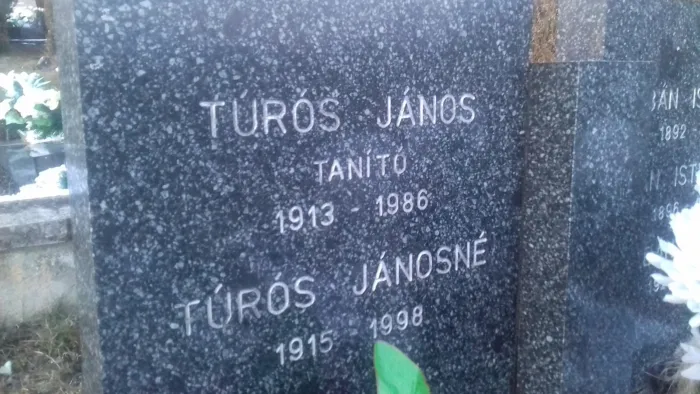 TÚRÓS JÁNOS
TANÍTÓ
1913 - 1986
TÚRÓS JÁNOSNÉ
1915 - 1998
1892